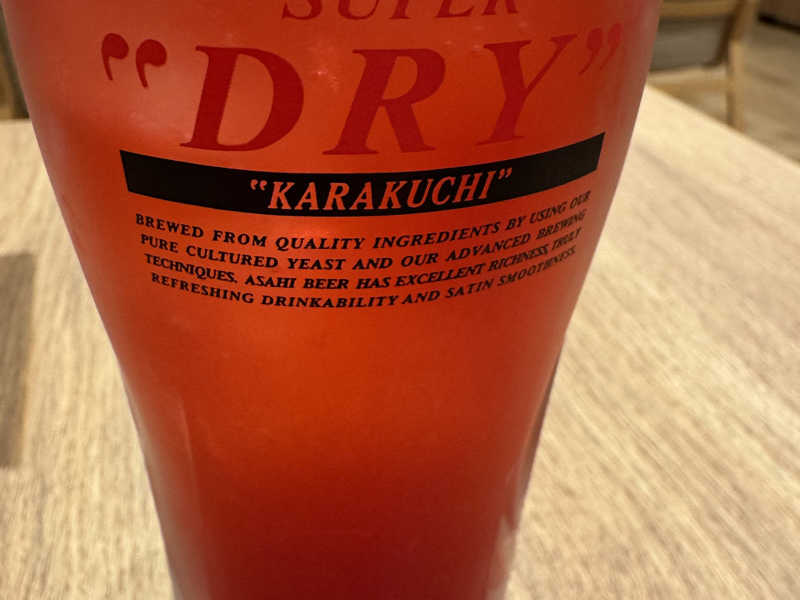 SUPER
“DRY”
“KARAKUCHI”
BREWED FROM QUALITY INGREDIENTS BY USING OUR
PURE CULTURED YEAST AND OUR ADVANCED BREWING
TECHNIQUES. ASAHI BEER HAS EXCELLENT RICHNESS, TRULY
REFRESHING DRINKABILITY AND SATIN SMOOTHNESS.